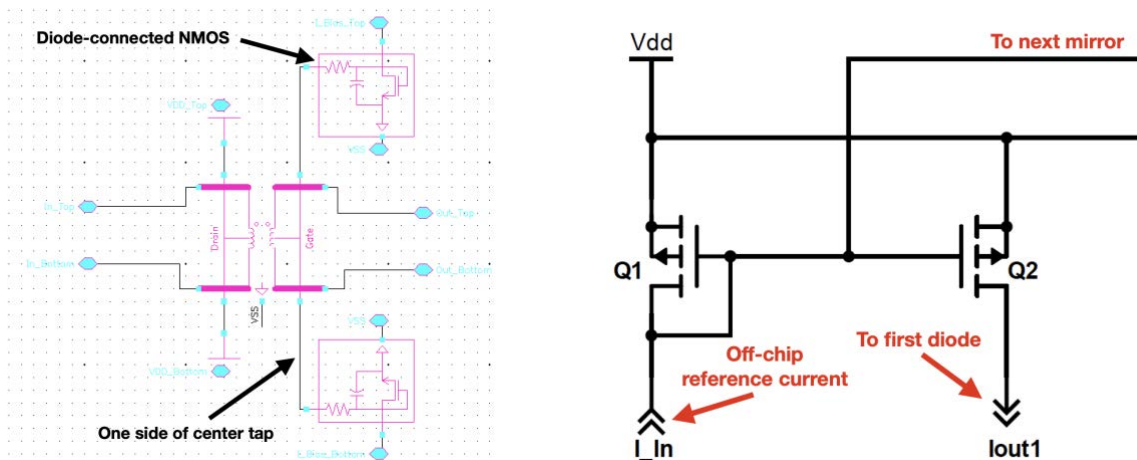 Diode-connected NMOS
I_Bias_Top
VDD_Top
VSS
In_Top
Out_Top
Drain
Gate
In_Bottom
Out_Bottom
VSS
VSS
VDD_Bottom
One side of center tap
I_Bias_Bottom
Vdd
To next mirror
Q1
Q2
To first diode
Off-chip
reference current
I_In
Iout1